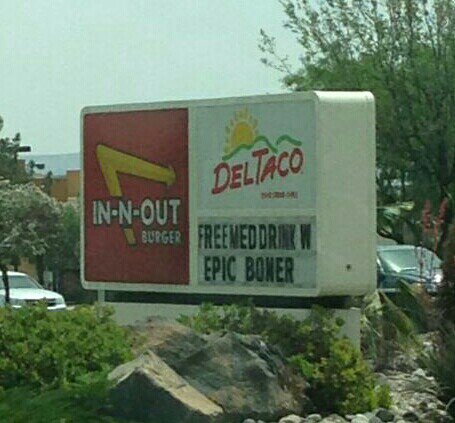 IN-N-OUT
BURGER
DEL TACO
FREE MED DRINK W
EPIC BONER